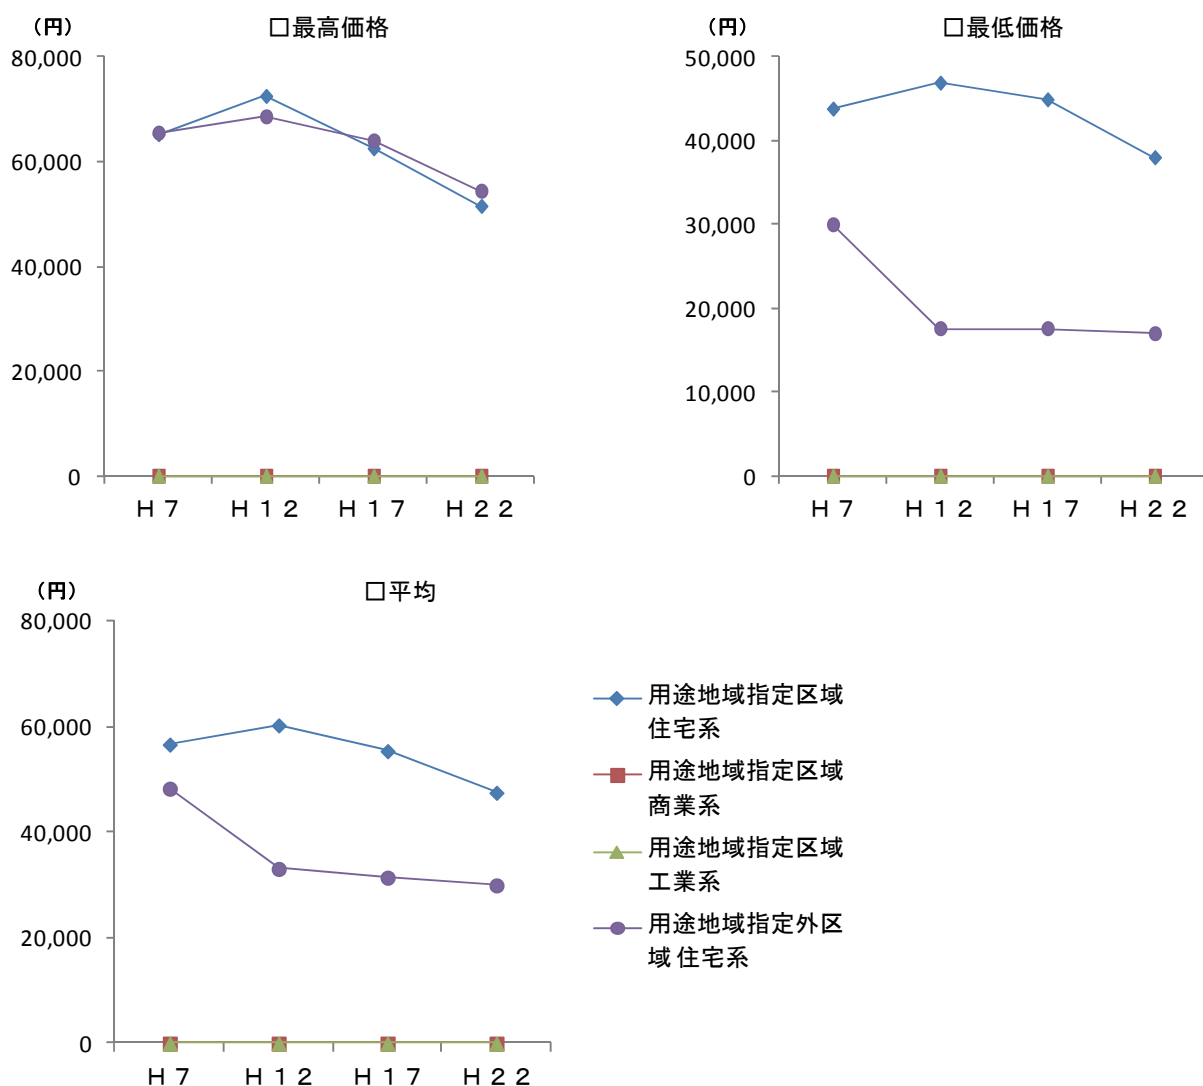 （円）
□最高価格
80,000
60,000
40,000
20,000
0
Ｈ７
Ｈ１２
Ｈ１７
Ｈ２２
（円）
□最低価格
50,000
40,000
30,000
20,000
10,000
0
Ｈ７
Ｈ１２
Ｈ１７
Ｈ２２
（円）
□平均
80,000
60,000
40,000
20,000
0
Ｈ７
Ｈ１２
Ｈ１７
Ｈ２２
用途地域指定区域
住宅系
用途地域指定区域
商業系
用途地域指定区域
工業系
用途地域指定外区
域 住宅系